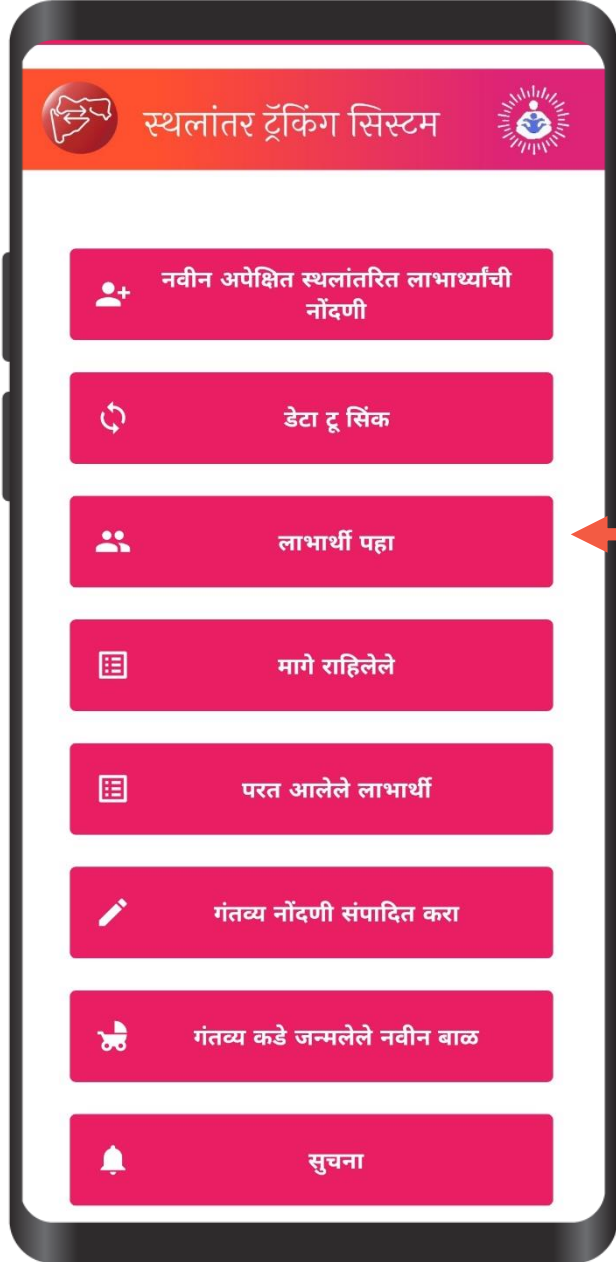 स्थलांतर ट्रॅकिंग सिस्टम
नवीन अपेक्षित स्थलांतरित लाभार्थ्यांची
नोंदणी
डेटा टू सिंक
लाभार्थी पहा
मागे राहिलेले
परत आलेले लाभार्थी
गंतव्य नोंदणी संपादित करा
गंतव्य कडे जन्मलेले नवीन बाळ
सुचना